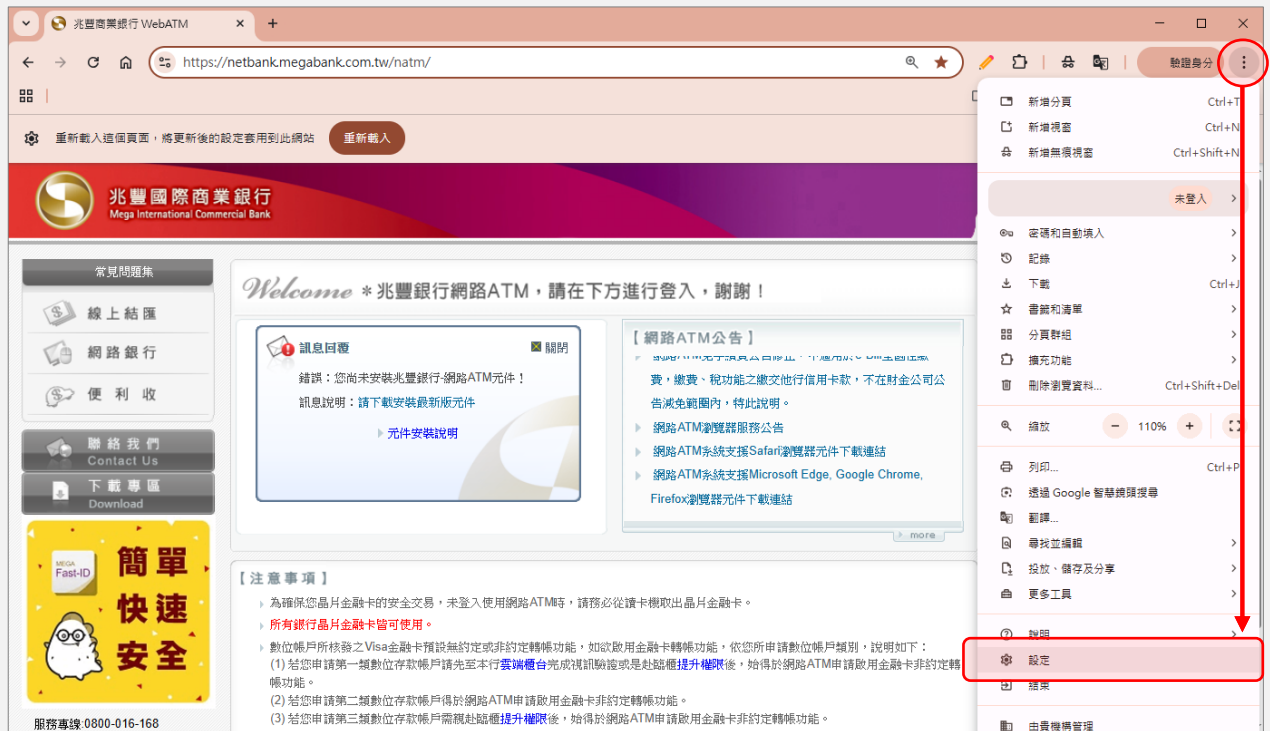 兆豐商業銀行 WebATM
https://netbank.megabank.com.tw/natm/
驗證身分
重新載入這個頁面，將更新後的設定套用到此網站
重新載入
兆豐國際商業銀行
Mega International Commercial Bank
常見問題集
線上結匯
網路銀行
便利收
聯絡我們
Contact Us
下載專區
Download
MEGA
Fast-ID
簡單
快速
安全
服務專線:0800-016-168
Welcome *兆豐銀行網路ATM，請在下方進行登入，謝謝！
訊息回覆
關閉
錯誤：您尚未安裝兆豐銀行-網路ATM元件！
訊息說明：請下載安裝最新版元件
元件安裝說明
【網路ATM公告】
費，繳費、稅功能之繳交他行信用卡款，不在財金公司公
告減免範圍內，特此說明。
網路ATM瀏覽器服務公告
網路ATM系統支援Safari瀏覽器元件下載連結
網路ATM系統支援Microsoft Edge, Google Chrome,
Firefox瀏覽器元件下載連結
more
【注意事項】
為確保您晶片金融卡的安全交易，未登入使用網路ATM時，請務必從讀卡機取出晶片金融卡。
所有銀行晶片金融卡皆可使用。
數位帳戶所核發之Visa金融卡預設無約定或非約定轉帳功能，如欲啟用金融卡轉帳功能，依您所申請數位帳戶類別，說明如下：
(1) 若您申請第一類數位存款帳戶請先至本行雲端櫃台完成視訊驗證或是赴臨櫃提升權限後，始得於網路ATM申請啟用金融卡非約定轉
帳功能。
(2) 若您申請第二類數位存款帳戶得於網路ATM申請啟用金融卡非約定轉帳功能。
(3) 若您申請第三類數位存款帳戶需親赴臨櫃提升權限後，始得於網路ATM申請啟用金融卡非約定轉帳功能。
新增分頁 Ctrl+T
新增視窗 Ctrl+N
新增無痕視窗 Ctrl+Shift+N
未登入
密碼和自動填入
記錄
下載 Ctrl+J
書籤和清單
分頁群組
擴充功能
刪除瀏覽資料... Ctrl+Shift+Del
縮放 − 110% +
列印... Ctrl+P
透過 Google 智慧鏡頭搜尋
翻譯...
尋找並編輯
投放、儲存及分享
更多工具
說明
設定
結束
由貴機構管理